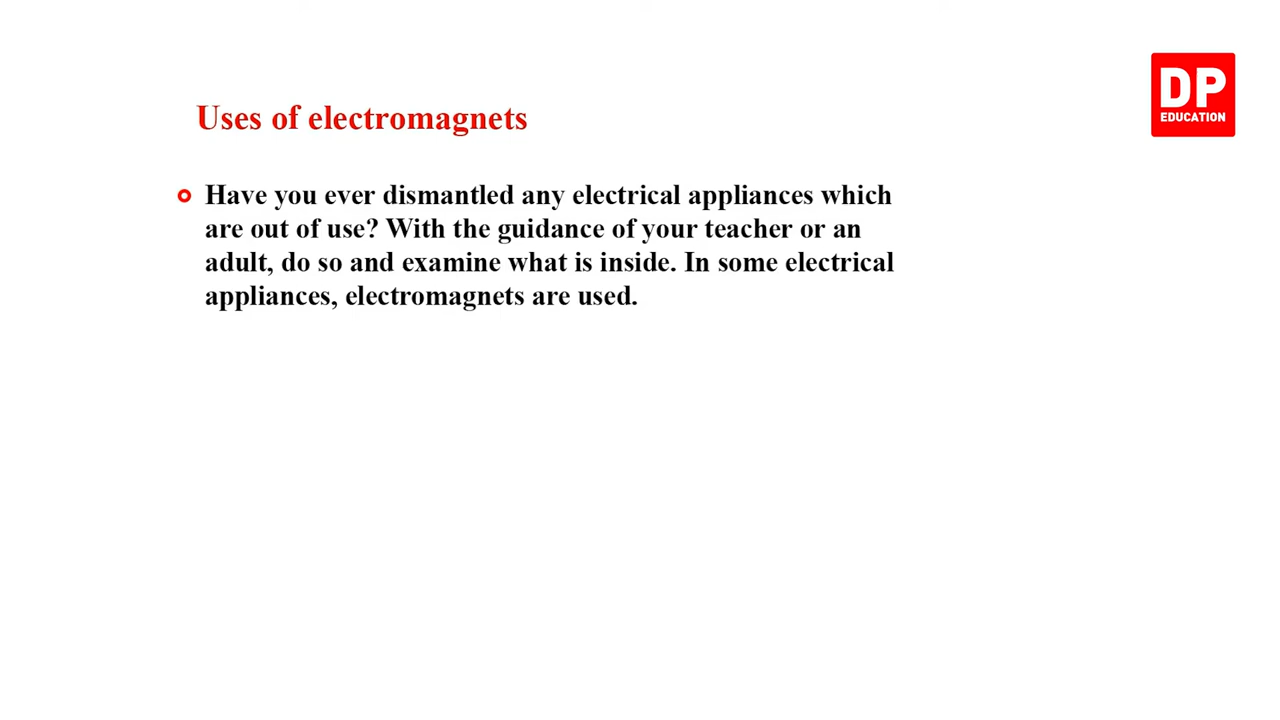 DP
EDUCATION
Uses of electromagnets
Have you ever dismantled any electrical appliances which
are out of use? With the guidance of your teacher or an
adult, do so and examine what is inside. In some electrical
appliances, electromagnets are used.